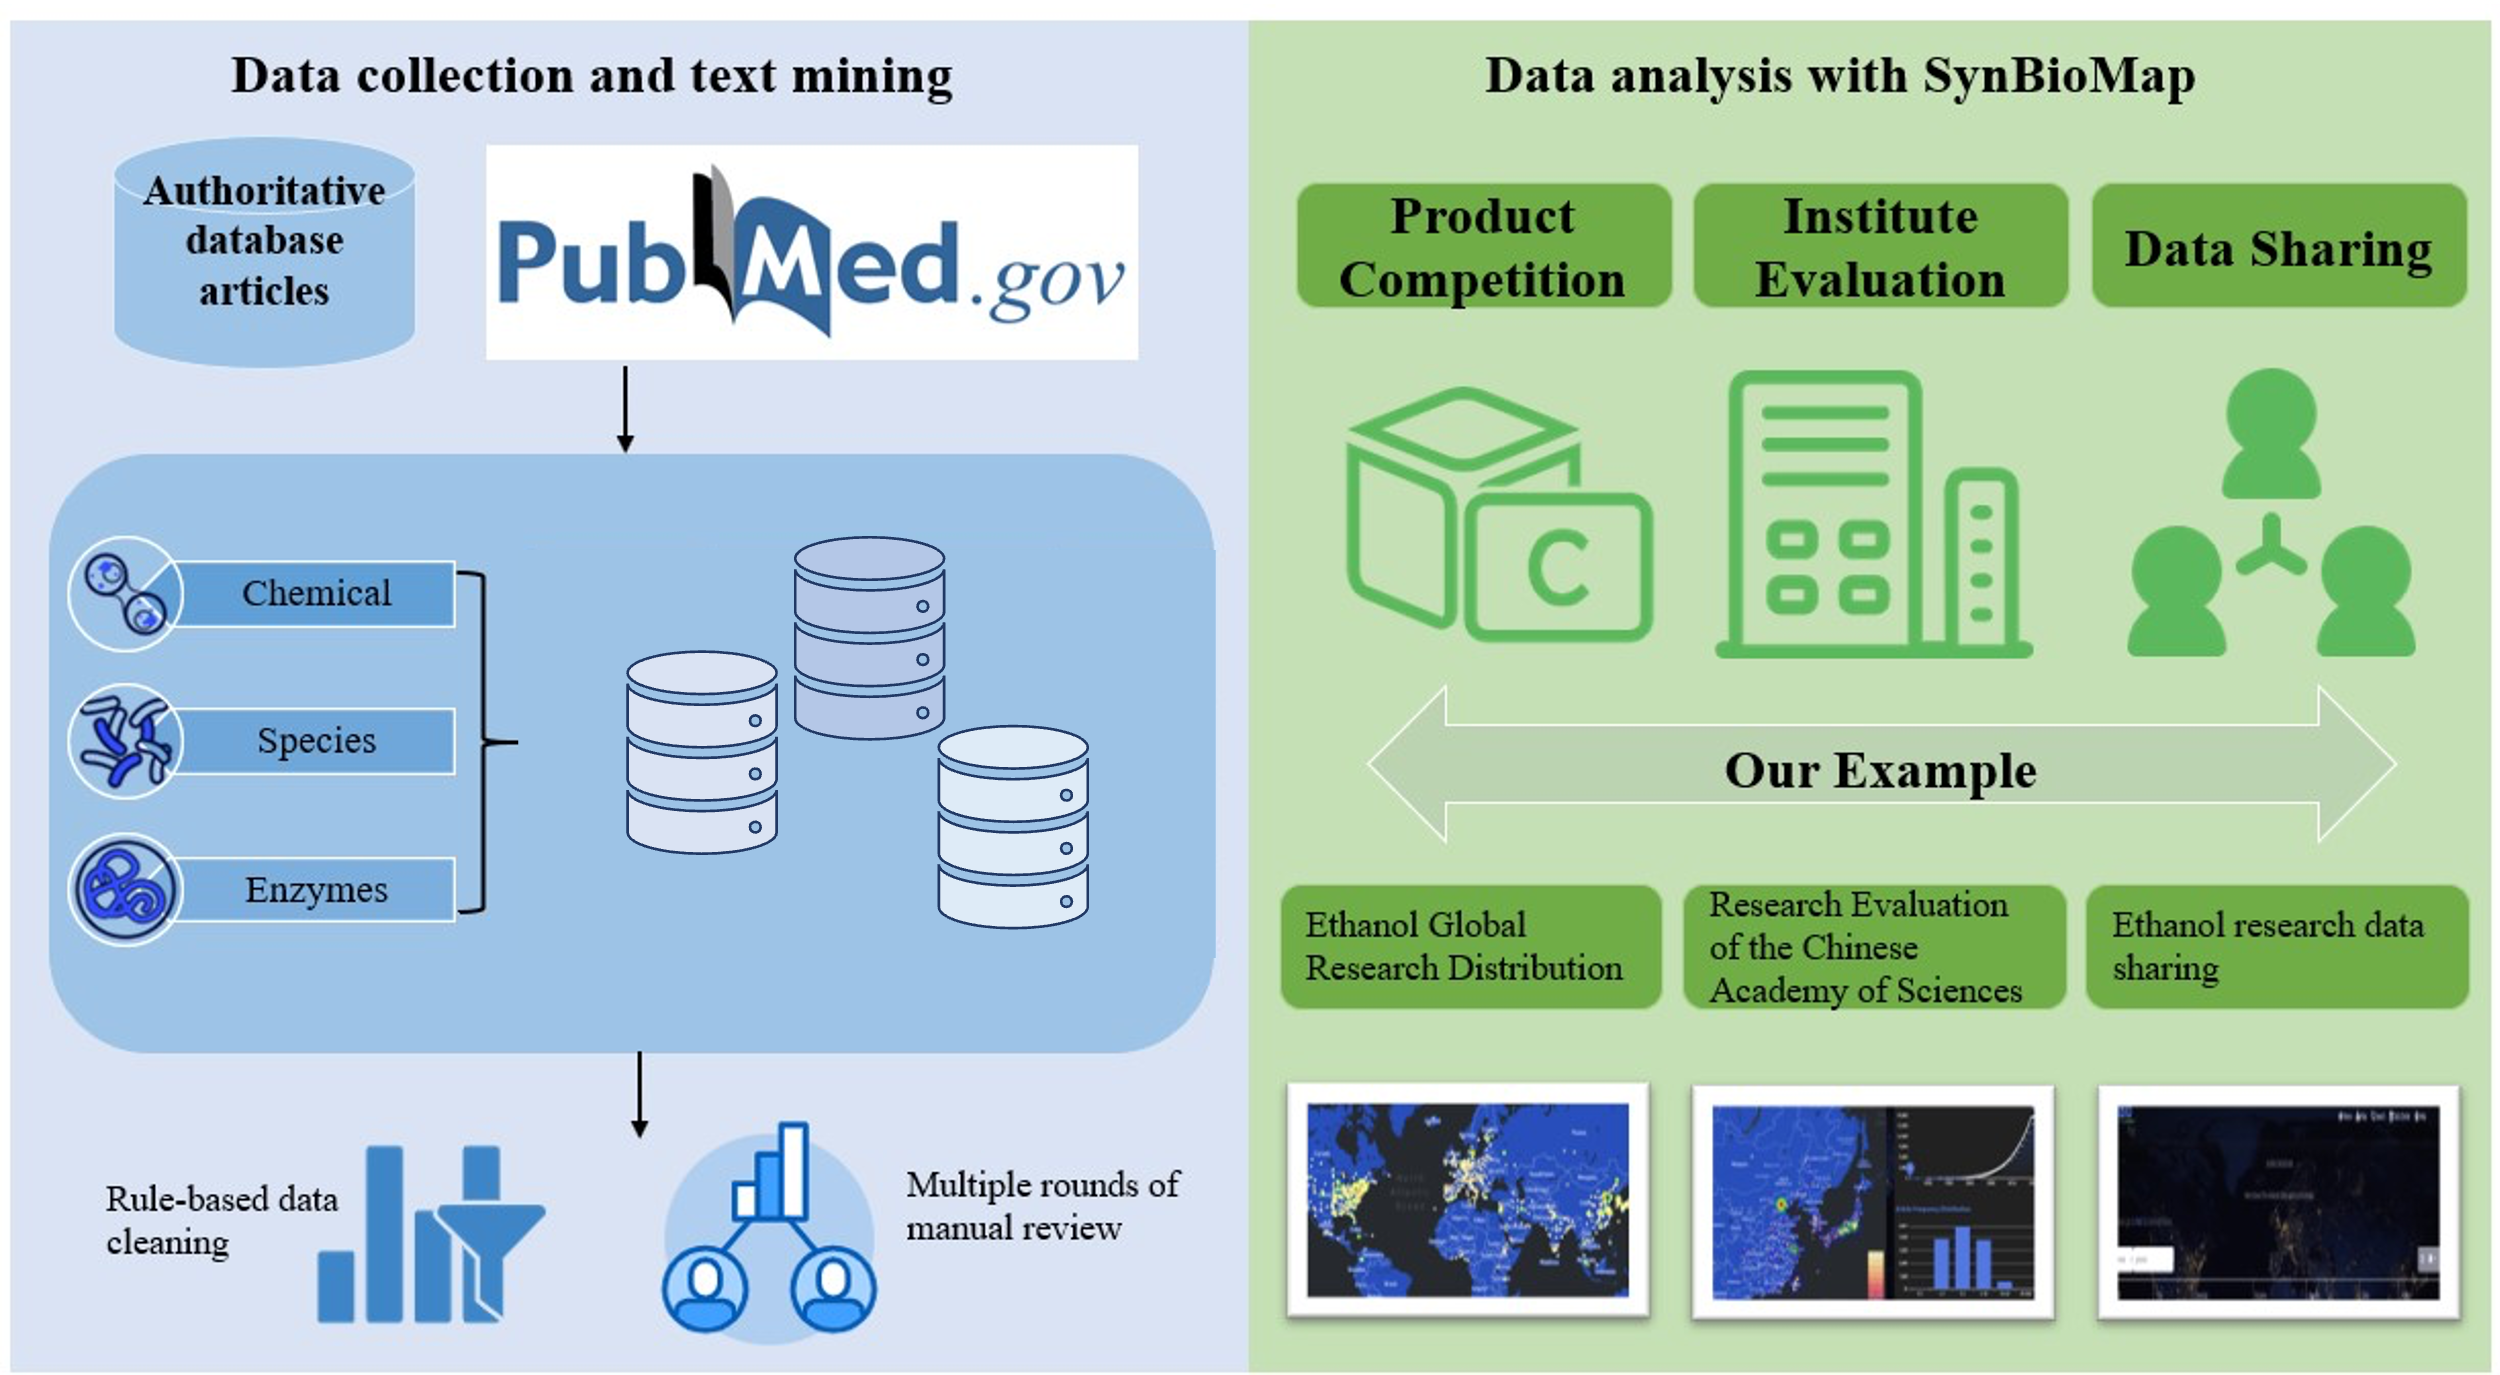 Data collection and text mining
Authoritative
database
articles
PubMed.gov
Chemical
Species
Enzymes
Rule-based data
cleaning
Multiple rounds of
manual review
Data analysis with SynBioMap
Product
Competition
Institute
Evaluation
Data Sharing
C
Our Example
Ethanol Global
Research Distribution
Research Evaluation
of the Chinese
Academy of Sciences
Ethanol research data
sharing